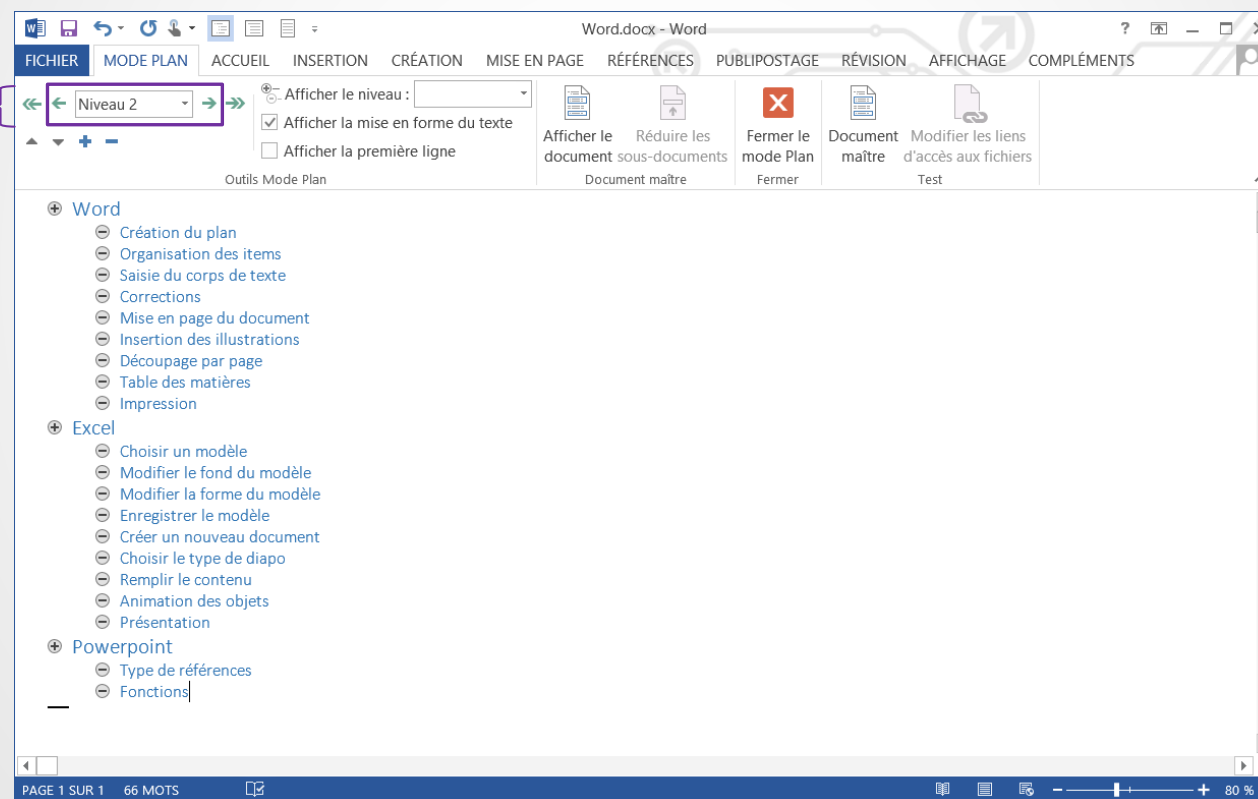 Word.docx - Word
FICHIER MODE PLAN ACCUEIL INSERTION CRÉATION MISE EN PAGE RÉFÉRENCES PUBLIPOSTAGE RÉVISION AFFICHAGE COMPLÉMENTS
Niveau 2
Afficher le niveau :
Afficher la mise en forme du texte
Afficher la première ligne
Outils Mode Plan
Afficher le document
Réduire les sous-documents
Document maître
Fermer le mode Plan
Fermer
Document maître
Modifier les liens d'accès aux fichiers
Test
Word
Création du plan
Organisation des items
Saisie du corps de texte
Corrections
Mise en page du document
Insertion des illustrations
Découpage par page
Table des matières
Impression
Excel
Choisir un modèle
Modifier le fond du modèle
Modifier la forme du modèle
Enregistrer le modèle
Créer un nouveau document
Choisir le type de diapo
Remplir le contenu
Animation des objets
Présentation
Powerpoint
Type de références
Fonctions
PAGE 1 SUR 1 66 MOTS 80 %